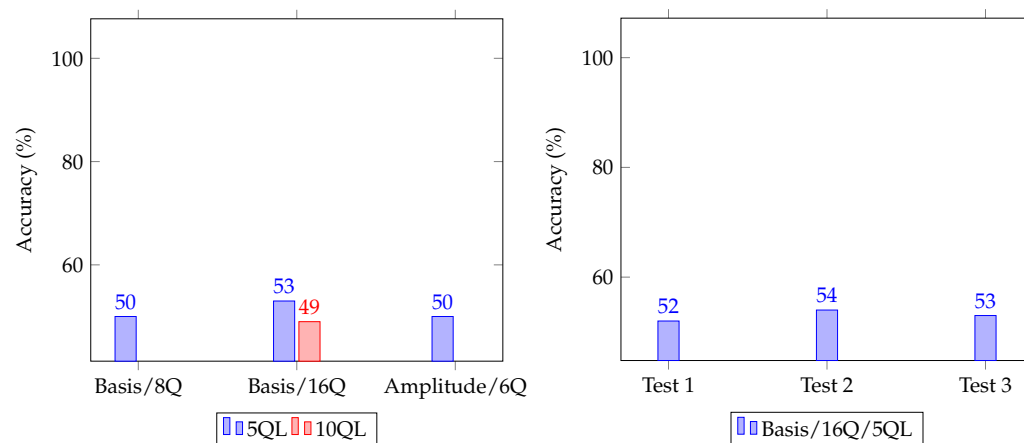 Accuracy (%)
100
80
60
50
53
49
50
Basis/8Q
Basis/16Q
Amplitude/6Q
5QL
10QL
Accuracy (%)
100
80
60
52
54
53
Test 1
Test 2
Test 3
Basis/16Q/5QL